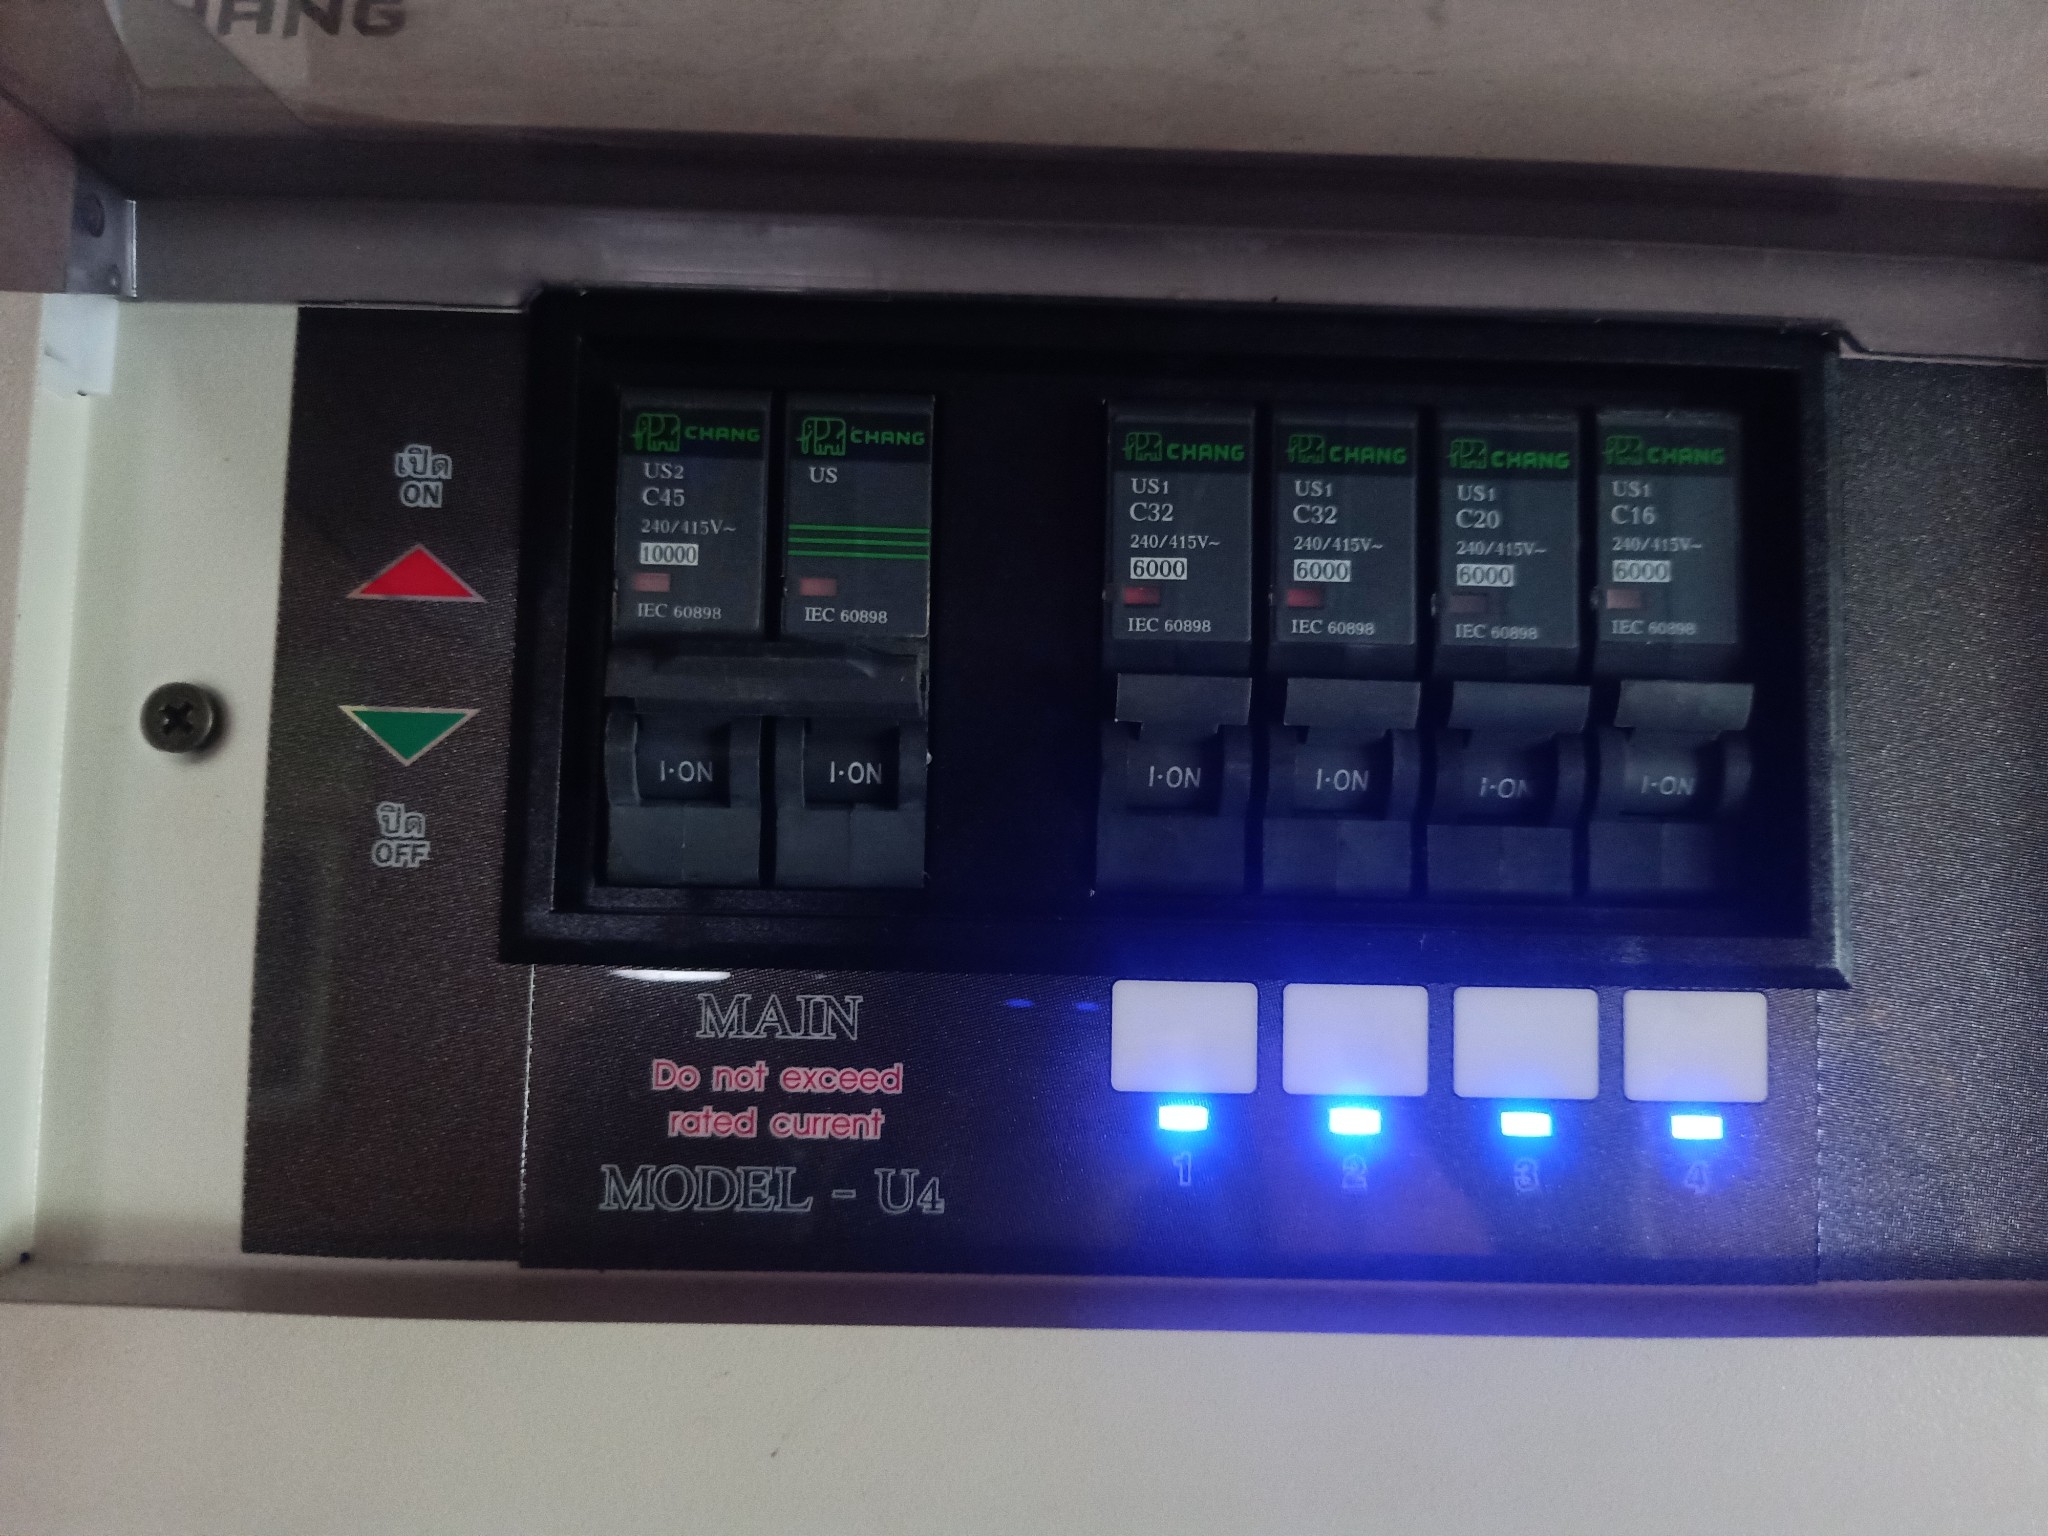 HANG
เปิด
ON
ปิด
OFF
CHANG
US2
C45
240/415V~
10000
IEC 60898
I·ON
CHANG
US
IEC 60898
I·ON
CHANG
US1
C32
240/415V~
6000
IEC 60898
I·ON
CHANG
US1
C32
240/415V~
6000
IEC 60898
I·ON
CHANG
US1
C20
240/415V~
6000
IEC 60898
I·ON
CHANG
US1
C16
240/415V~
6000
IEC 60898
I·ON
MAIN
Do not exceed
rated current
MODEL - U4
1
2
3
4